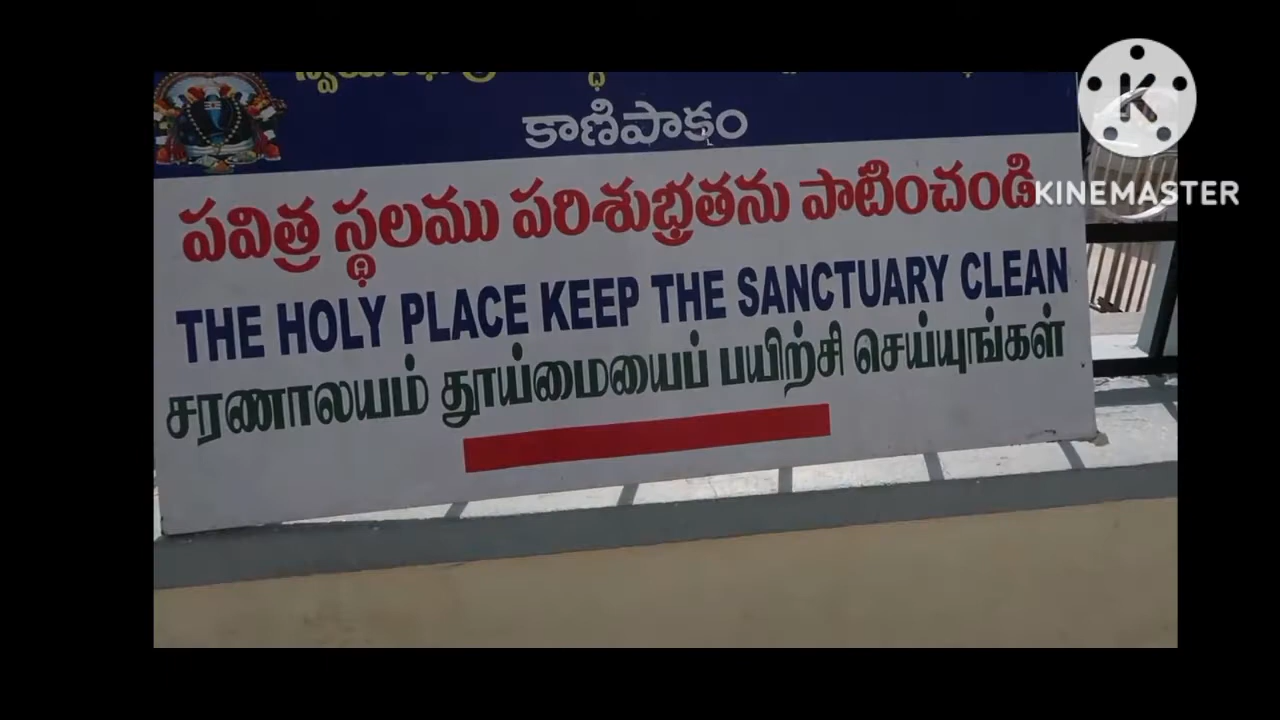 కాణిపాకం
పవిత్ర స్థలము పరిశుభ్రతను పాటించండి
THE HOLY PLACE KEEP THE SANCTUARY CLEAN
சரணாலயம் தூய்மையைப் பயிற்சி செய்யுங்கள்
K
KINEMASTER